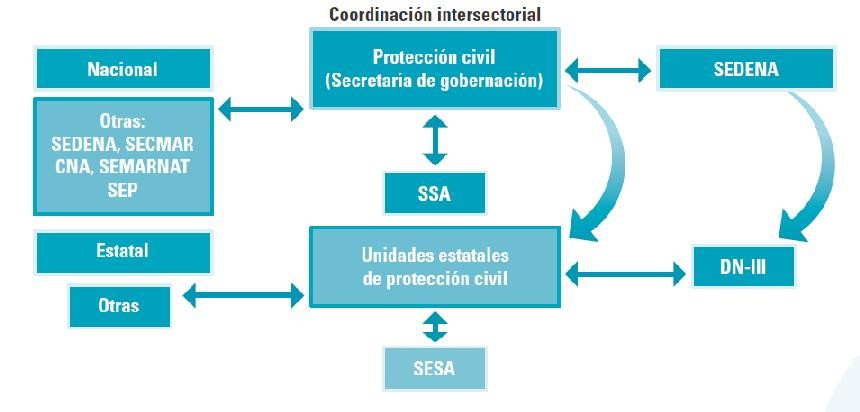 Coordinación intersectorial
Nacional
Protección civil
(Secretaría de gobernación)
SEDENA
Otras:
SEDENA, SECMAR
CNA, SEMARNAT
SEP
SSA
Estatal
Unidades estatales
de protección civil
DN-III
Otras
SESA